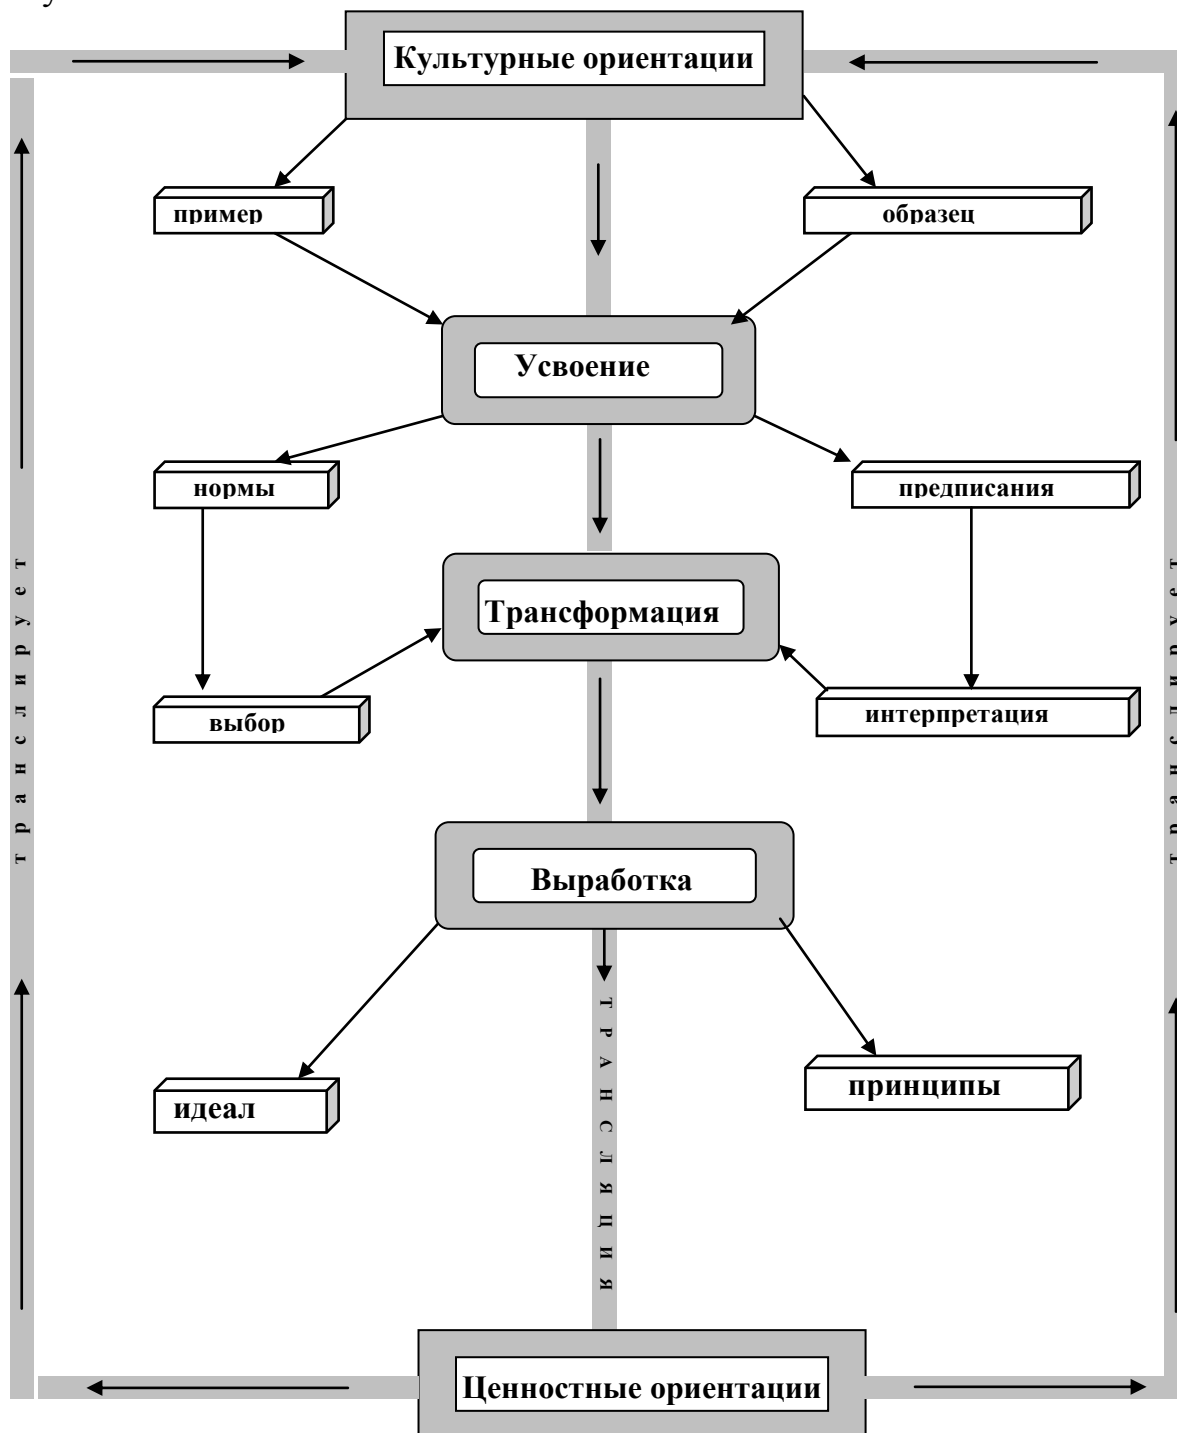 Культурные ориентации
пример
образец
Усвоение
нормы
предписания
Трансформация
выбор
интерпретация
транслирует
транслирует
Выработка
ТРАНСЛЯЦИЯ
идеал
принципы
Ценностные ориентации